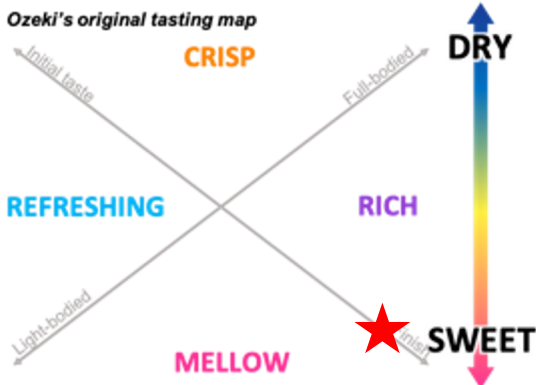 Ozeki's original tasting map
CRISP
DRY
Initial taste
Full-bodied
REFRESHING
RICH
Light-bodied
SWEET
MELLOW